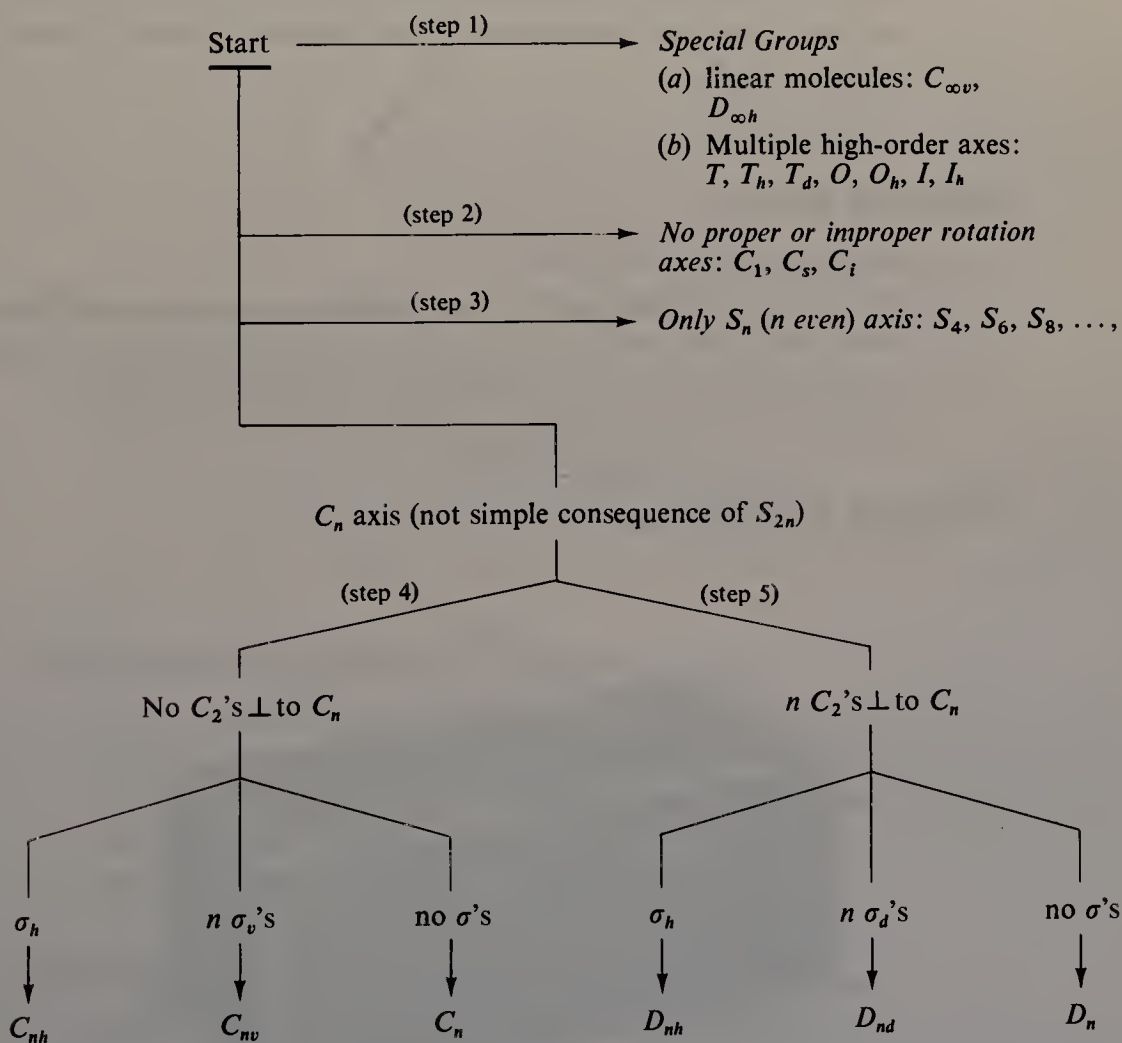 Start
(step 1)
Special Groups
(a) linear molecules: C∞v,
D∞h
(b) Multiple high-order axes:
T, Th, Td, O, Oh, I, Ih
(step 2)
No proper or improper rotation
axes: C1, Cs, Ci
(step 3)
Only Sn (n even) axis: S4, S6, S8, ...,
Cn axis (not simple consequence of S2n)
(step 4)
(step 5)
No C2's ⊥ to Cn
n C2's ⊥ to Cn
σh
n σv's
no σ's
σh
n σd's
no σ's
Cnh
Cnv
Cn
Dnh
Dnd
Dn